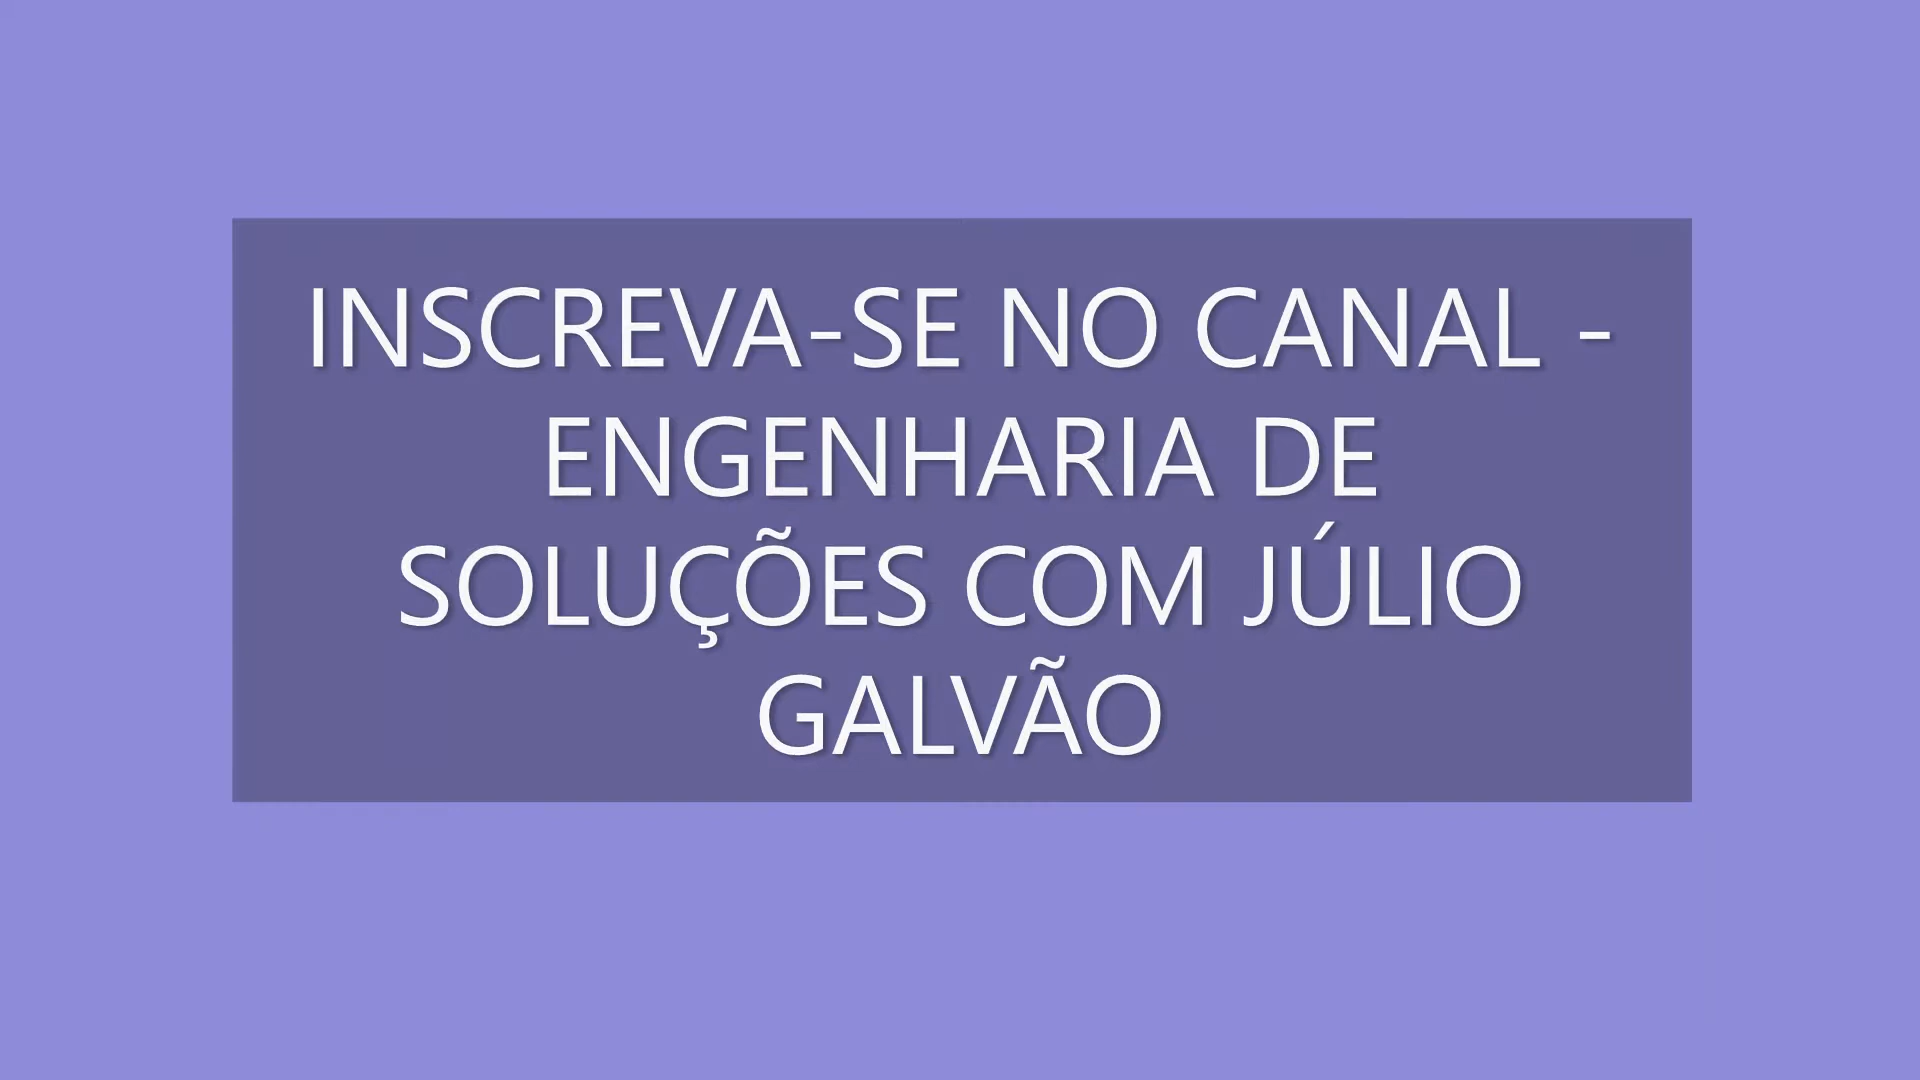 INSCREVA-SE NO CANAL -
ENGENHARIA DE
SOLUÇÕES COM JÚLIO
GALVÃO